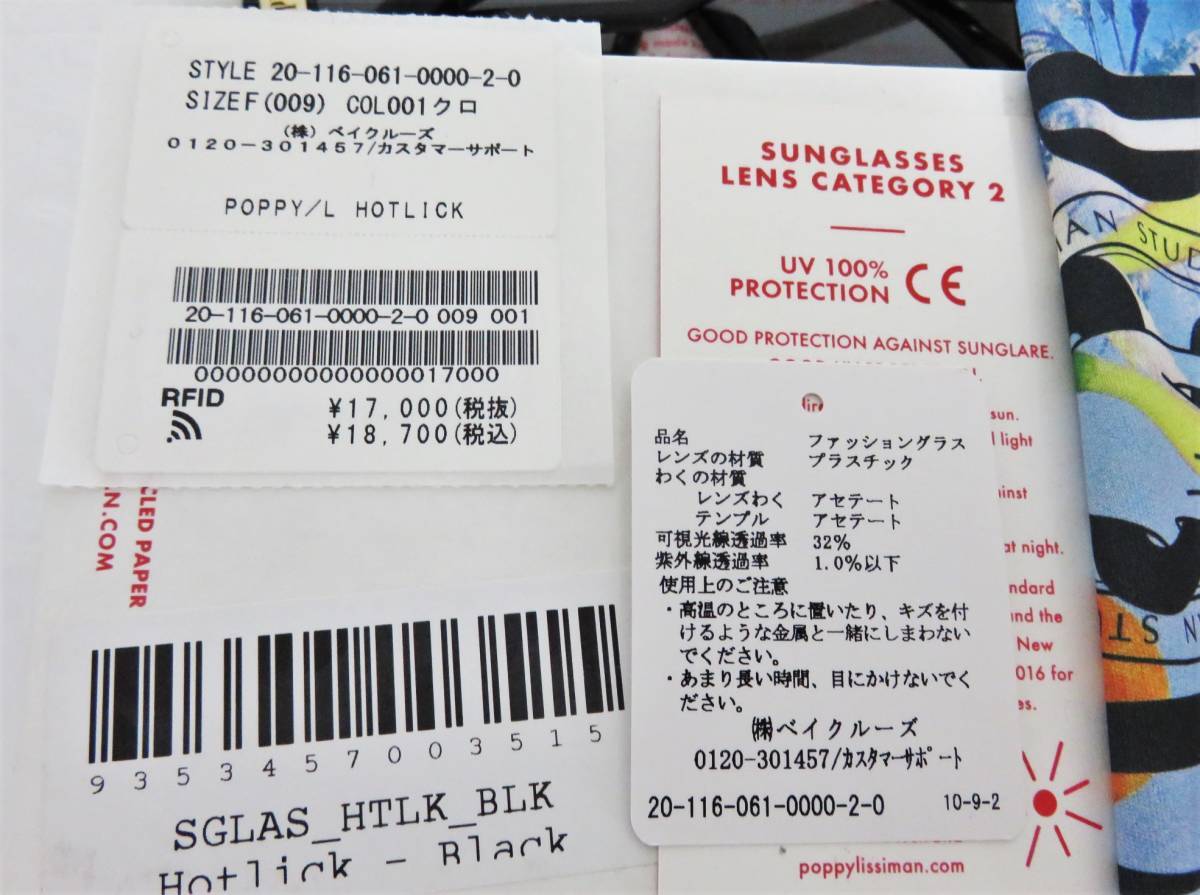 STYLE 20-116-061-0000-2-0
SIZEF(009) COL001クロ
(株) ベイクルーズ
0120-301457/カスタマーサポート
POPPY/L HOTLICK
20-116-061-0000-2-0 009 001
00000000000000017000
RFID
¥17,000(税抜)
¥18,700(税込)
CLED PAPER
N.COM
9353457003515
SGLAS_HTLK_BLK
Hotlick - Black
SUNGLASSES
LENS CATEGORY 2
UV 100%
PROTECTION
CE
GOOD PROTECTION AGAINST SUNGLARE.
sun.
light
inst
at night.
ndard
and the
New
2016 for
es.
poppylissiman.com
品名 ファッショングラス
レンズの材質 プラスチック
わくの材質
レンズわく アセテート
テンプル アセテート
可視光線透過率 32%
紫外線透過率 1.0%以下
使用上のご注意
・高温のところに置いたり、キズを付
けるような金属と一緒にしまわない
でください。
・あまり長い時間、目にかけないでく
ださい。
㈱ベイクルーズ
0120-301457/カスタマーサポート
20-116-061-0000-2-0 10-9-2
MAN STUD
N ST